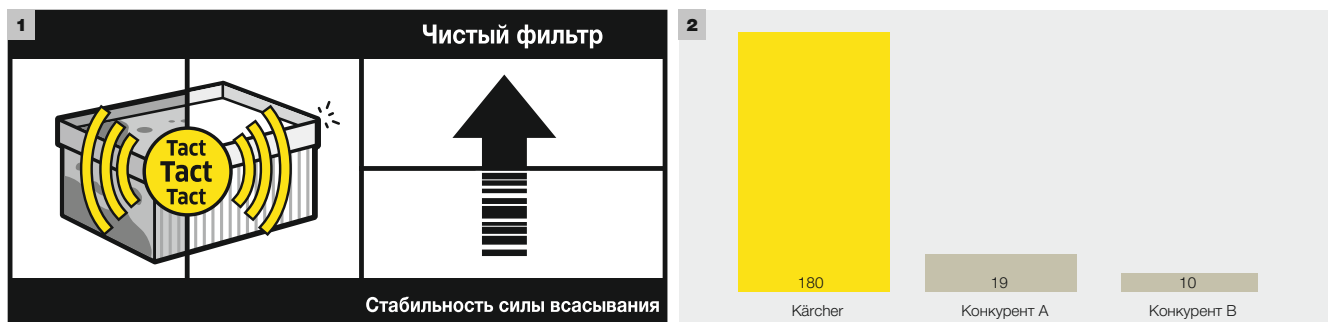 1
Чистый фильтр
Tact
Tact
Tact
Стабильность силы всасывания
2
180
19
10
Kärcher
Конкурент A
Конкурент B